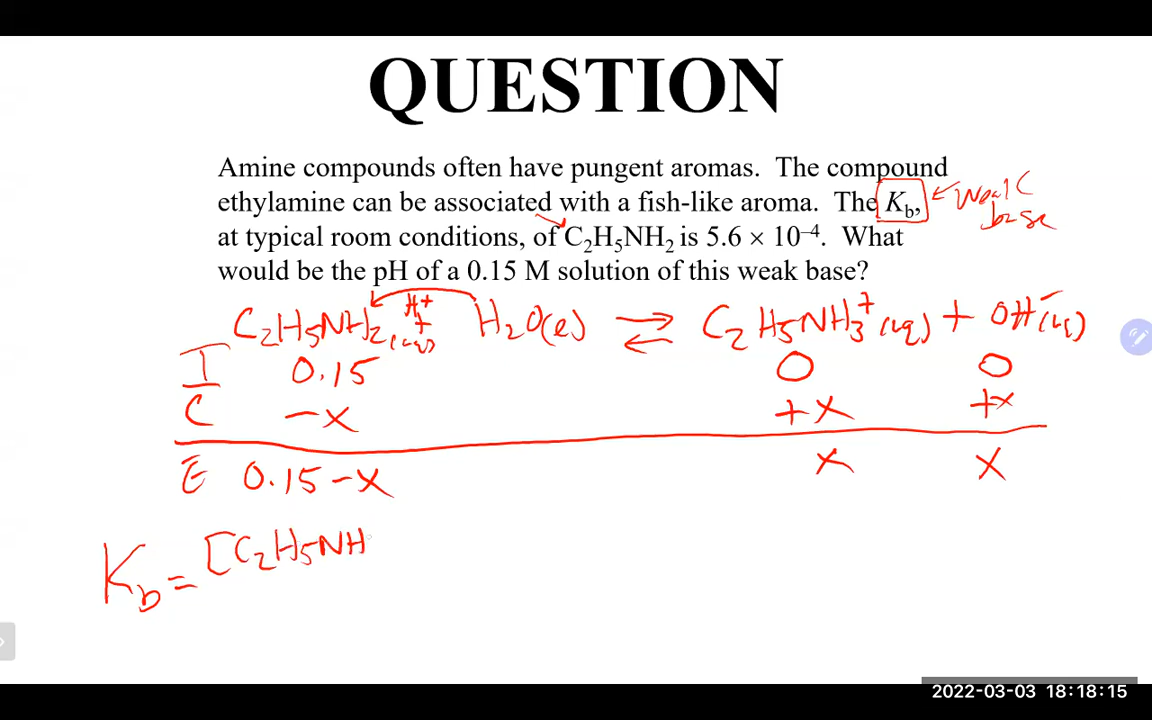 QUESTION
Amine compounds often have pungent aromas. The compound
ethylamine can be associated with a fish-like aroma. The Kb, ← Weak
base
at typical room conditions, of C₂H₅NH₂ is 5.6 × 10⁻⁴. What
would be the pH of a 0.15 M solution of this weak base?
H⁺
C₂H₅NH₂(aq) + H₂O(l) ⇌ C₂H₅NH₃⁺(aq) + OH⁻(aq)
I 0.15 0 0
C -x +x +x
E 0.15-x x x
Kb = [C₂H₅NH
2022-03-03 18:18:15